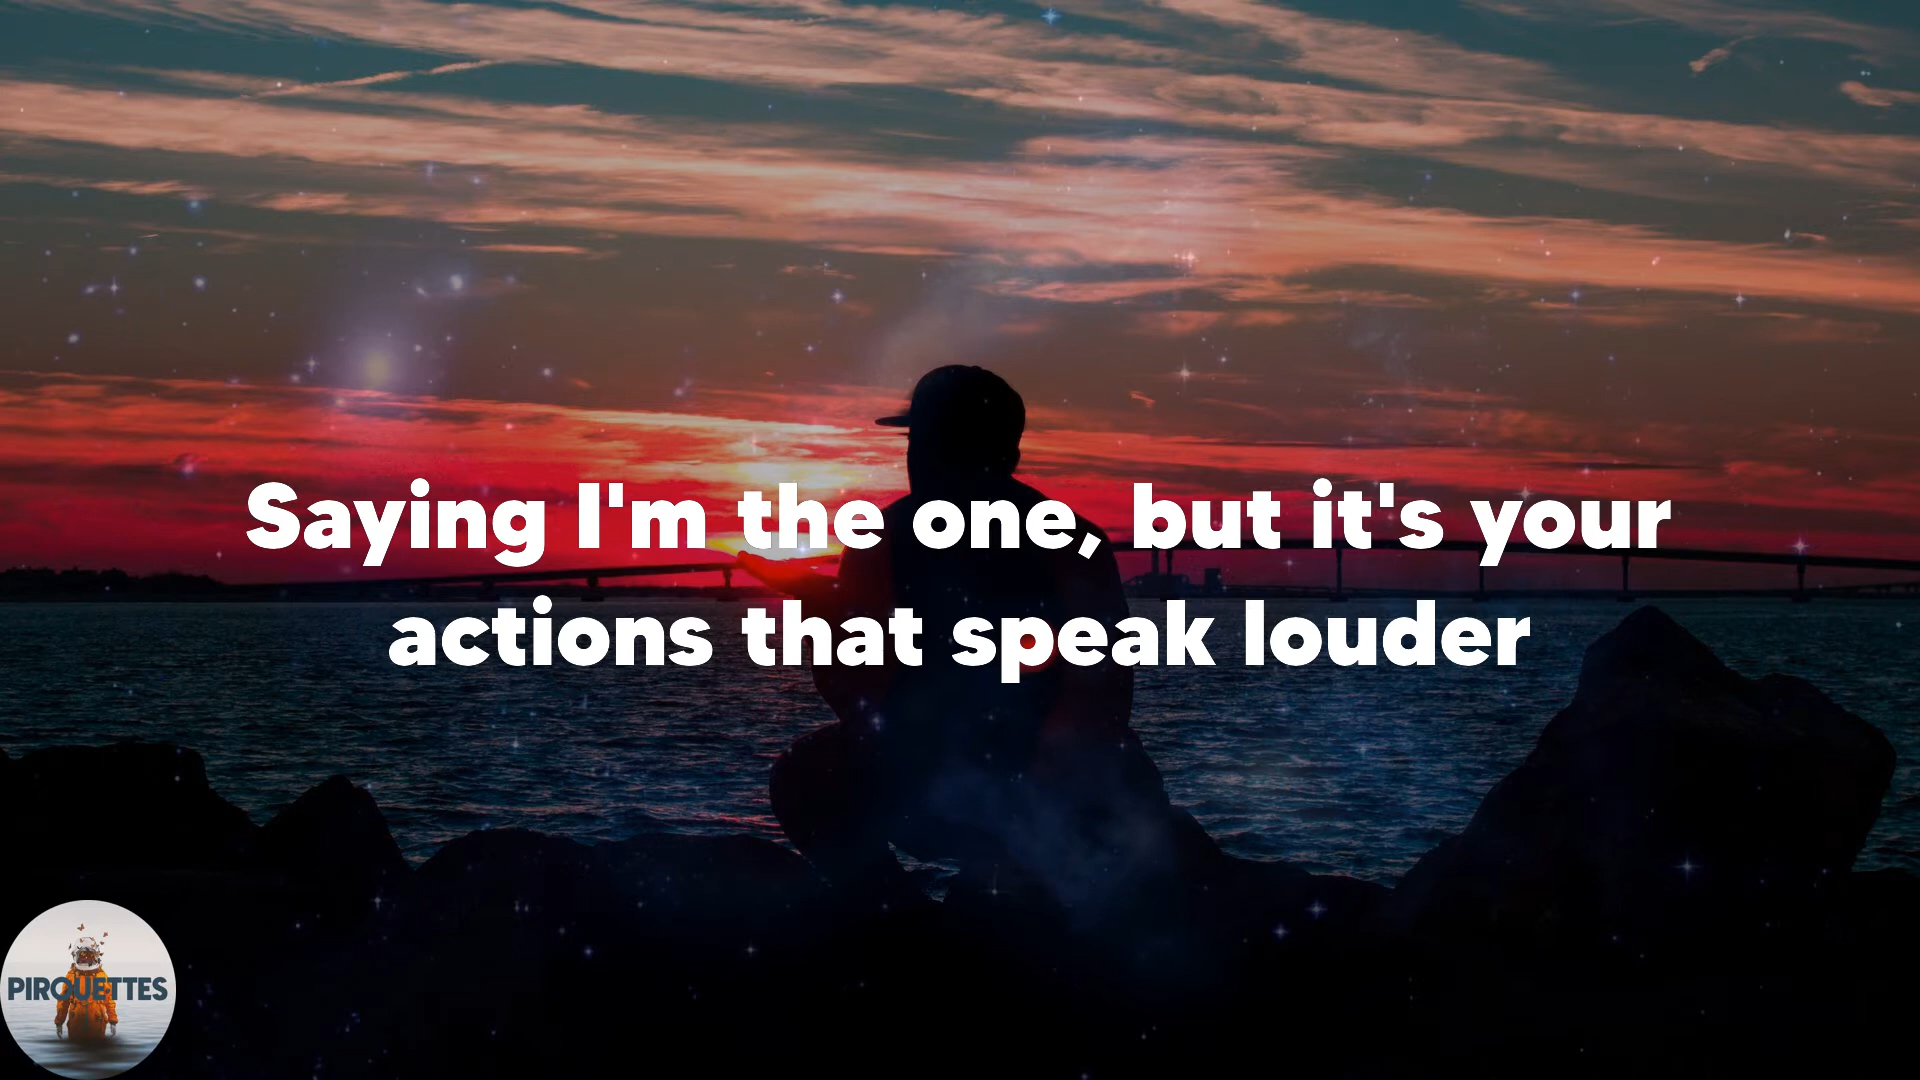 Saying I'm the one, but it's your
actions that speak louder
PIROUETTES